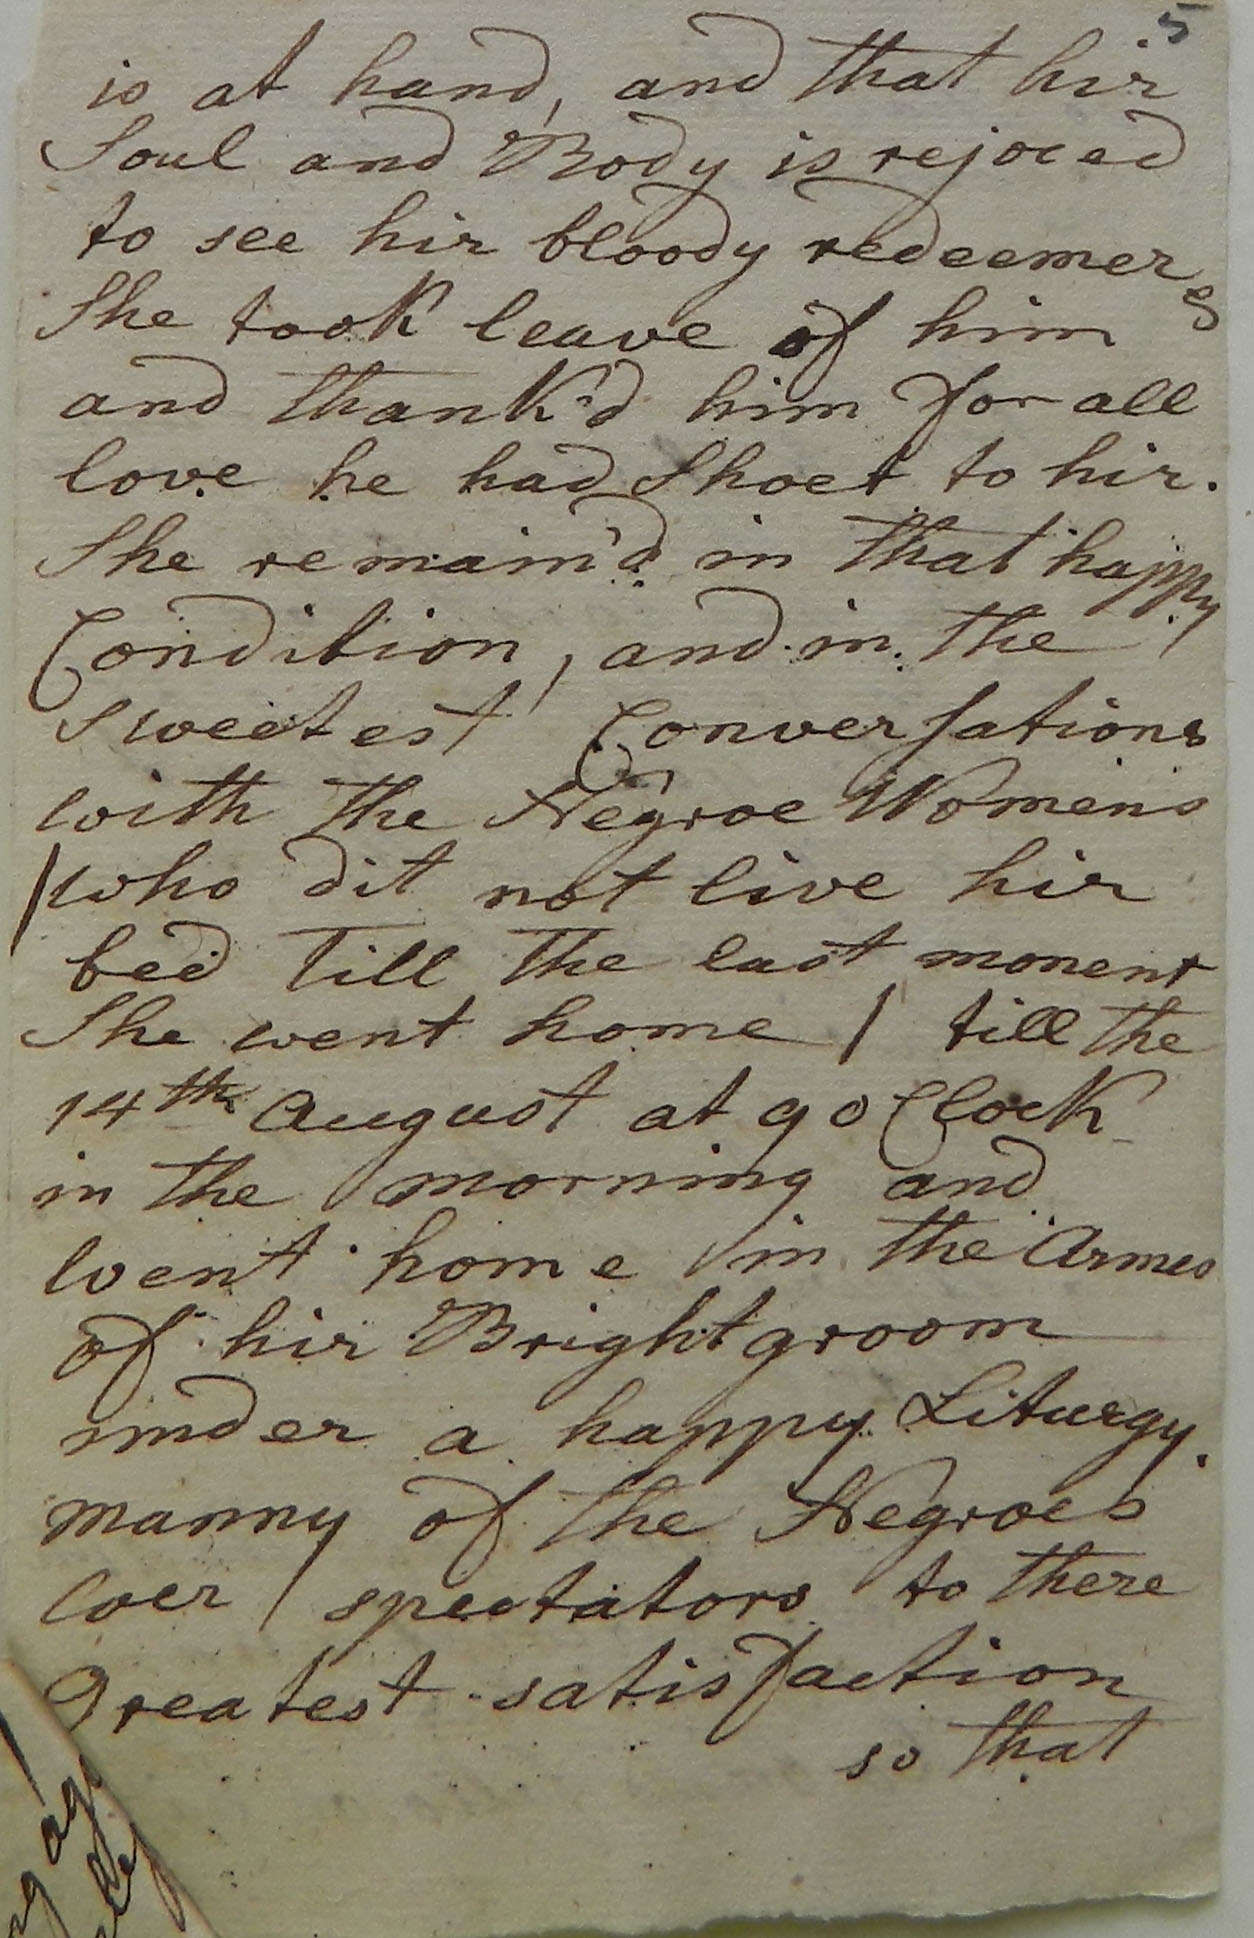 5
is at hand, and that hir
Soul and Body is rejoced
to see hir bloody redeemer
She took leave of him &
and thank'd him for all
love he had Shoet to hir.
She remain'd in that happy
Condition, and in the
sweetest Conversations
with the Negroe Womens
/who dit not live hir
bed till the last monent
She went home / till the
14th August at 9 o Clock
in the morning and
went home in the Armes
of hir Brightgroom
under a happy Liturgy.
manny of the Negroes
wer spectators to there
greatest satisfaction
so that